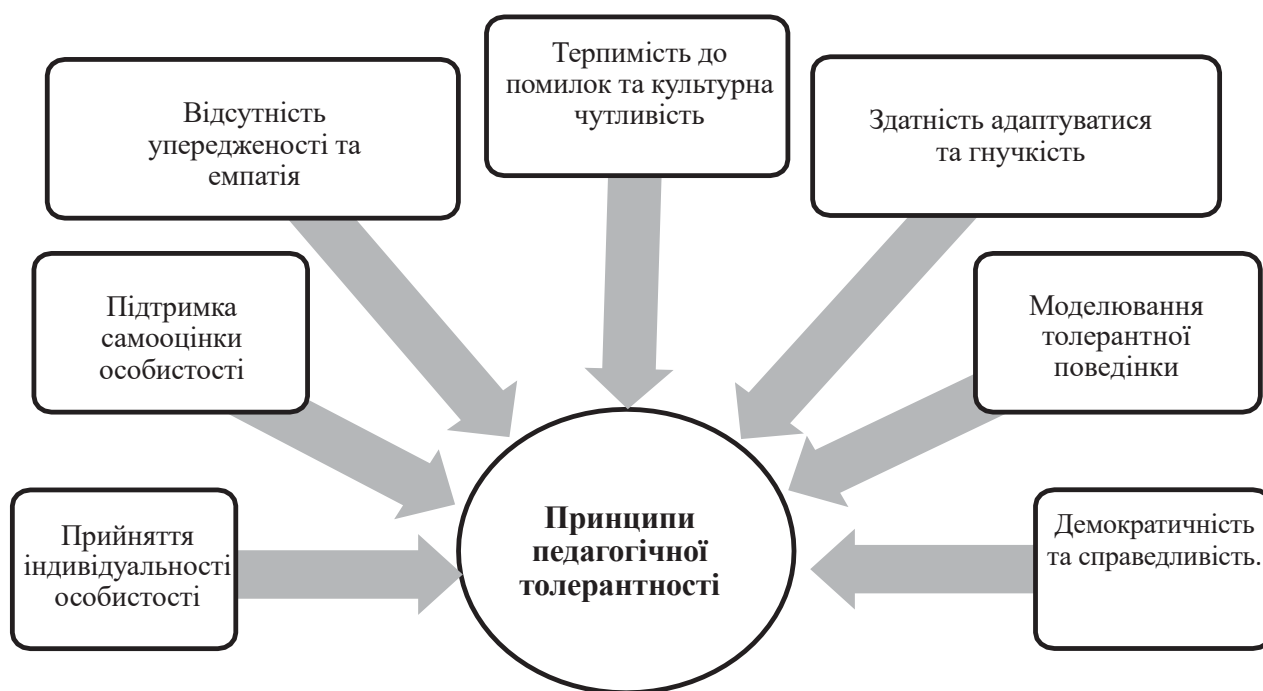 Терпимість до
помилок та культурна
чутливість
Відсутність
упередженості та
емпатія
Здатність адаптуватися
та гнучкість
Підтримка
самооцінки
особистості
Моделювання
толерантної
поведінки
Прийняття
індивідуальності
особистості
Принципи
педагогічної
толерантності
Демократичність
та справедливість.